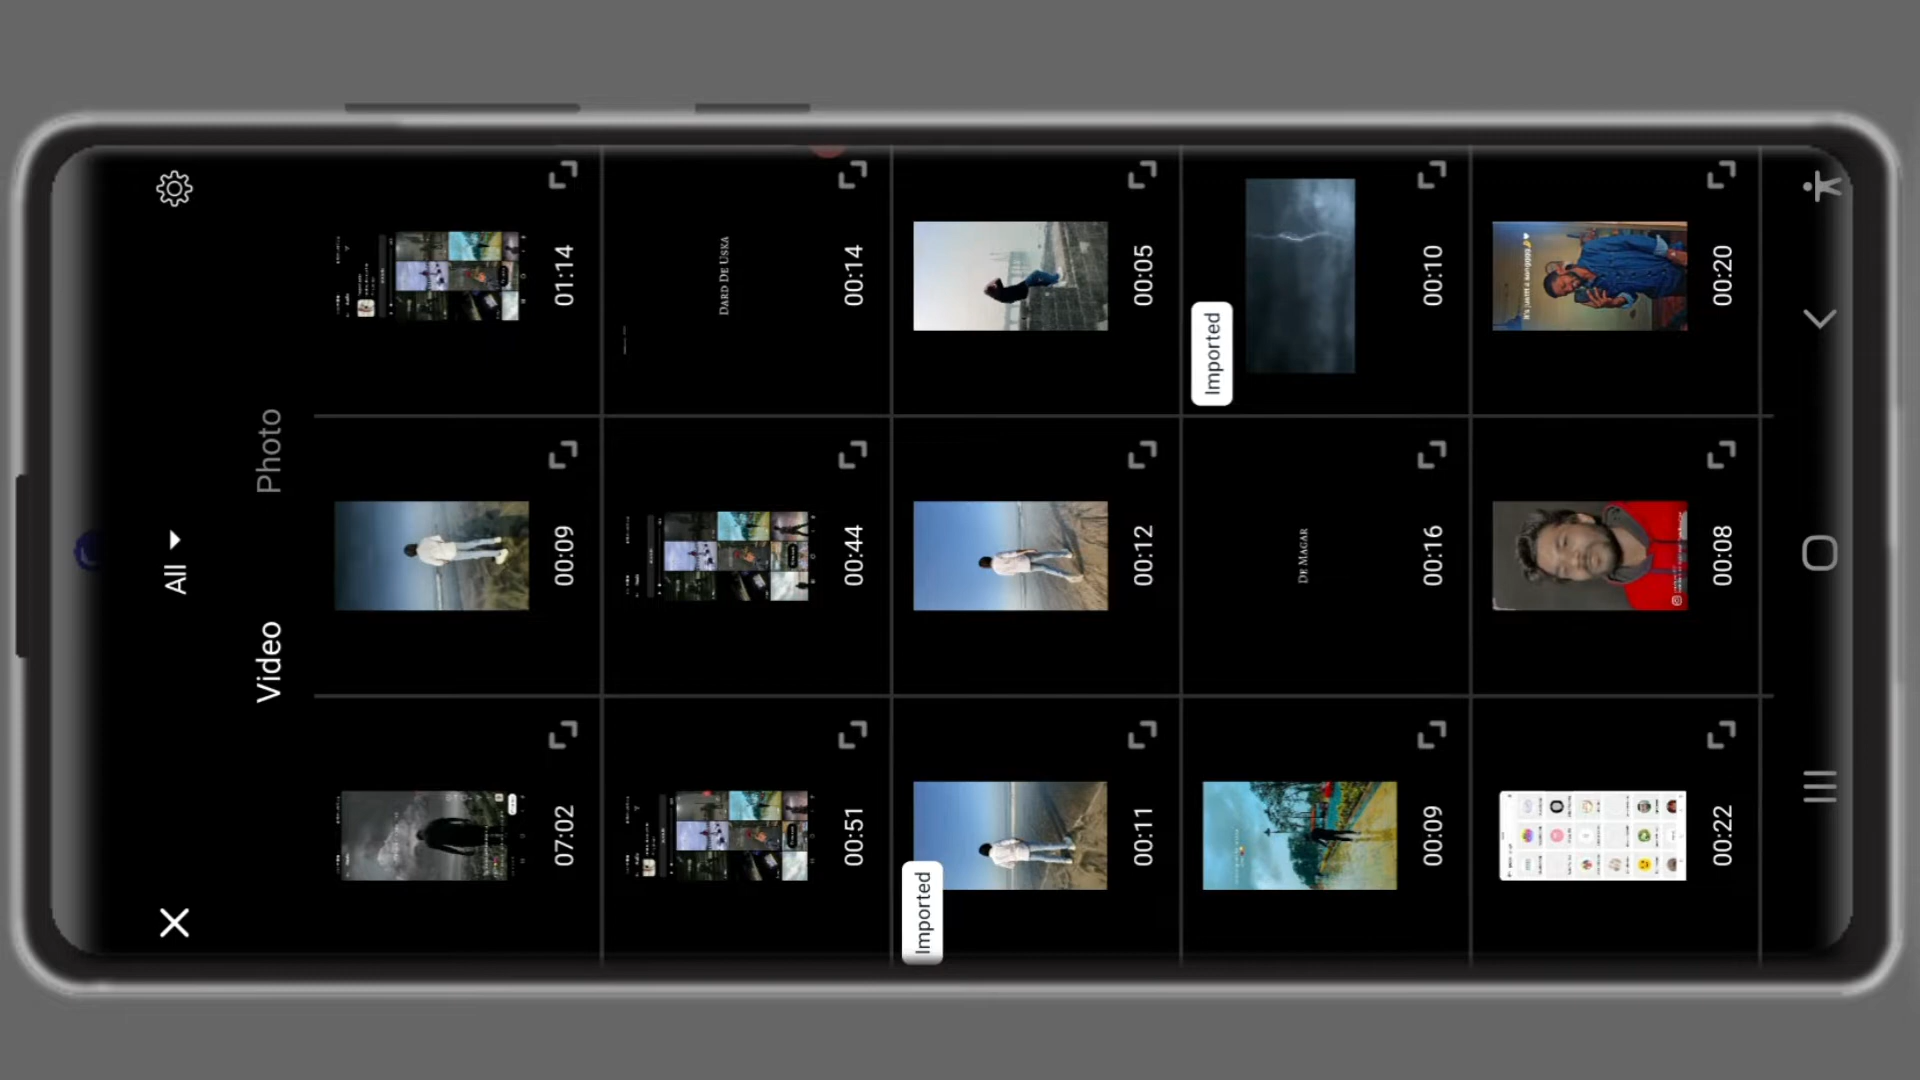 All
Video Photo
07:02 00:09 01:14
DARD DE USKA
00:51 00:44 00:14
Imported
00:11 00:12 00:05
Imported
DE MAGAR
00:09 00:16 00:10
00:22 00:08 00:20